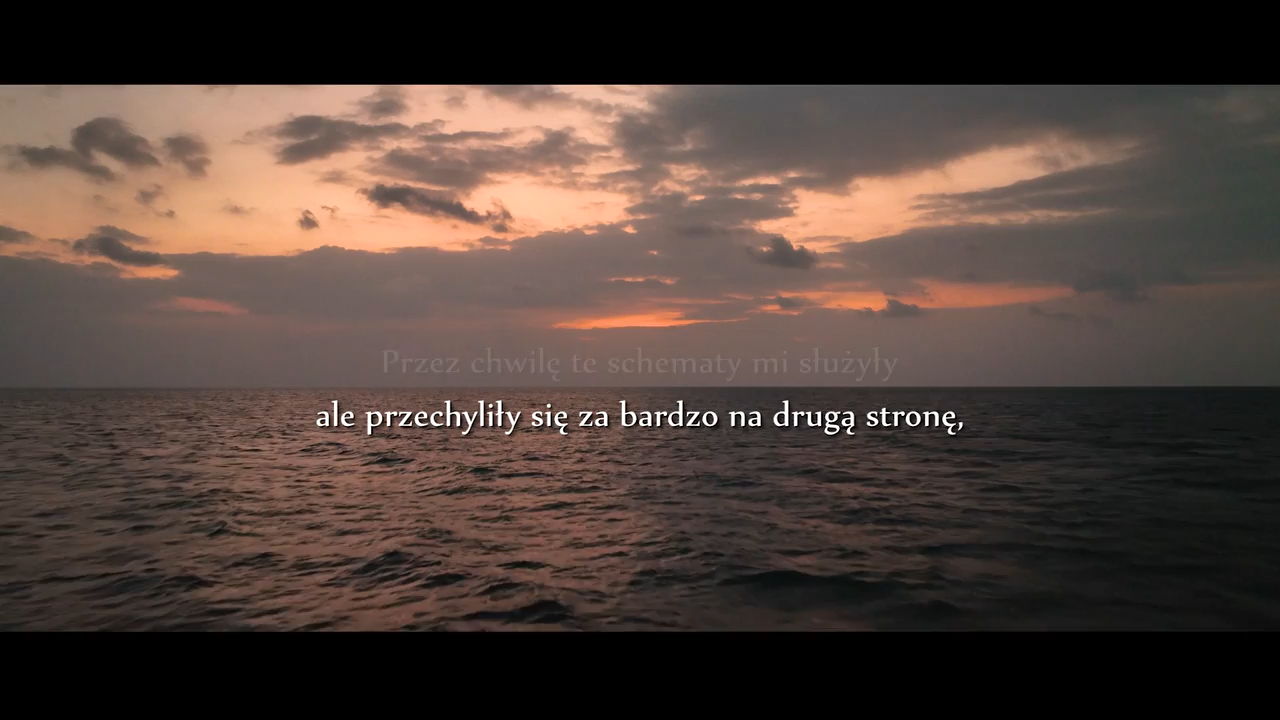 Przez chwilę te schematy mi służyły
ale przechyliły się za bardzo na drugą stronę,